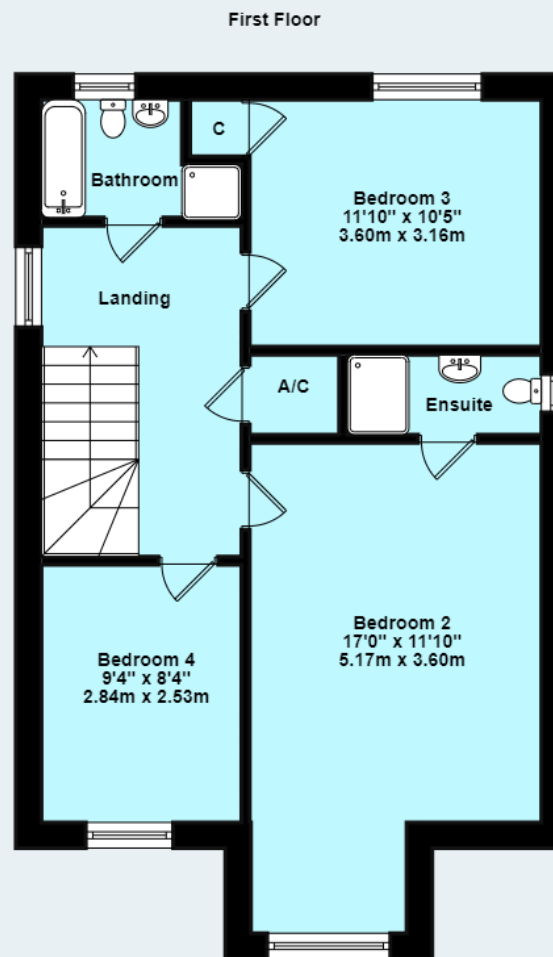 First Floor
C
Bathroom
Bedroom 3
11'10" x 10'5"
3.60m x 3.16m
Landing
A/C
Ensuite
Bedroom 2
17'0" x 11'10"
5.17m x 3.60m
Bedroom 4
9'4" x 8'4"
2.84m x 2.53m